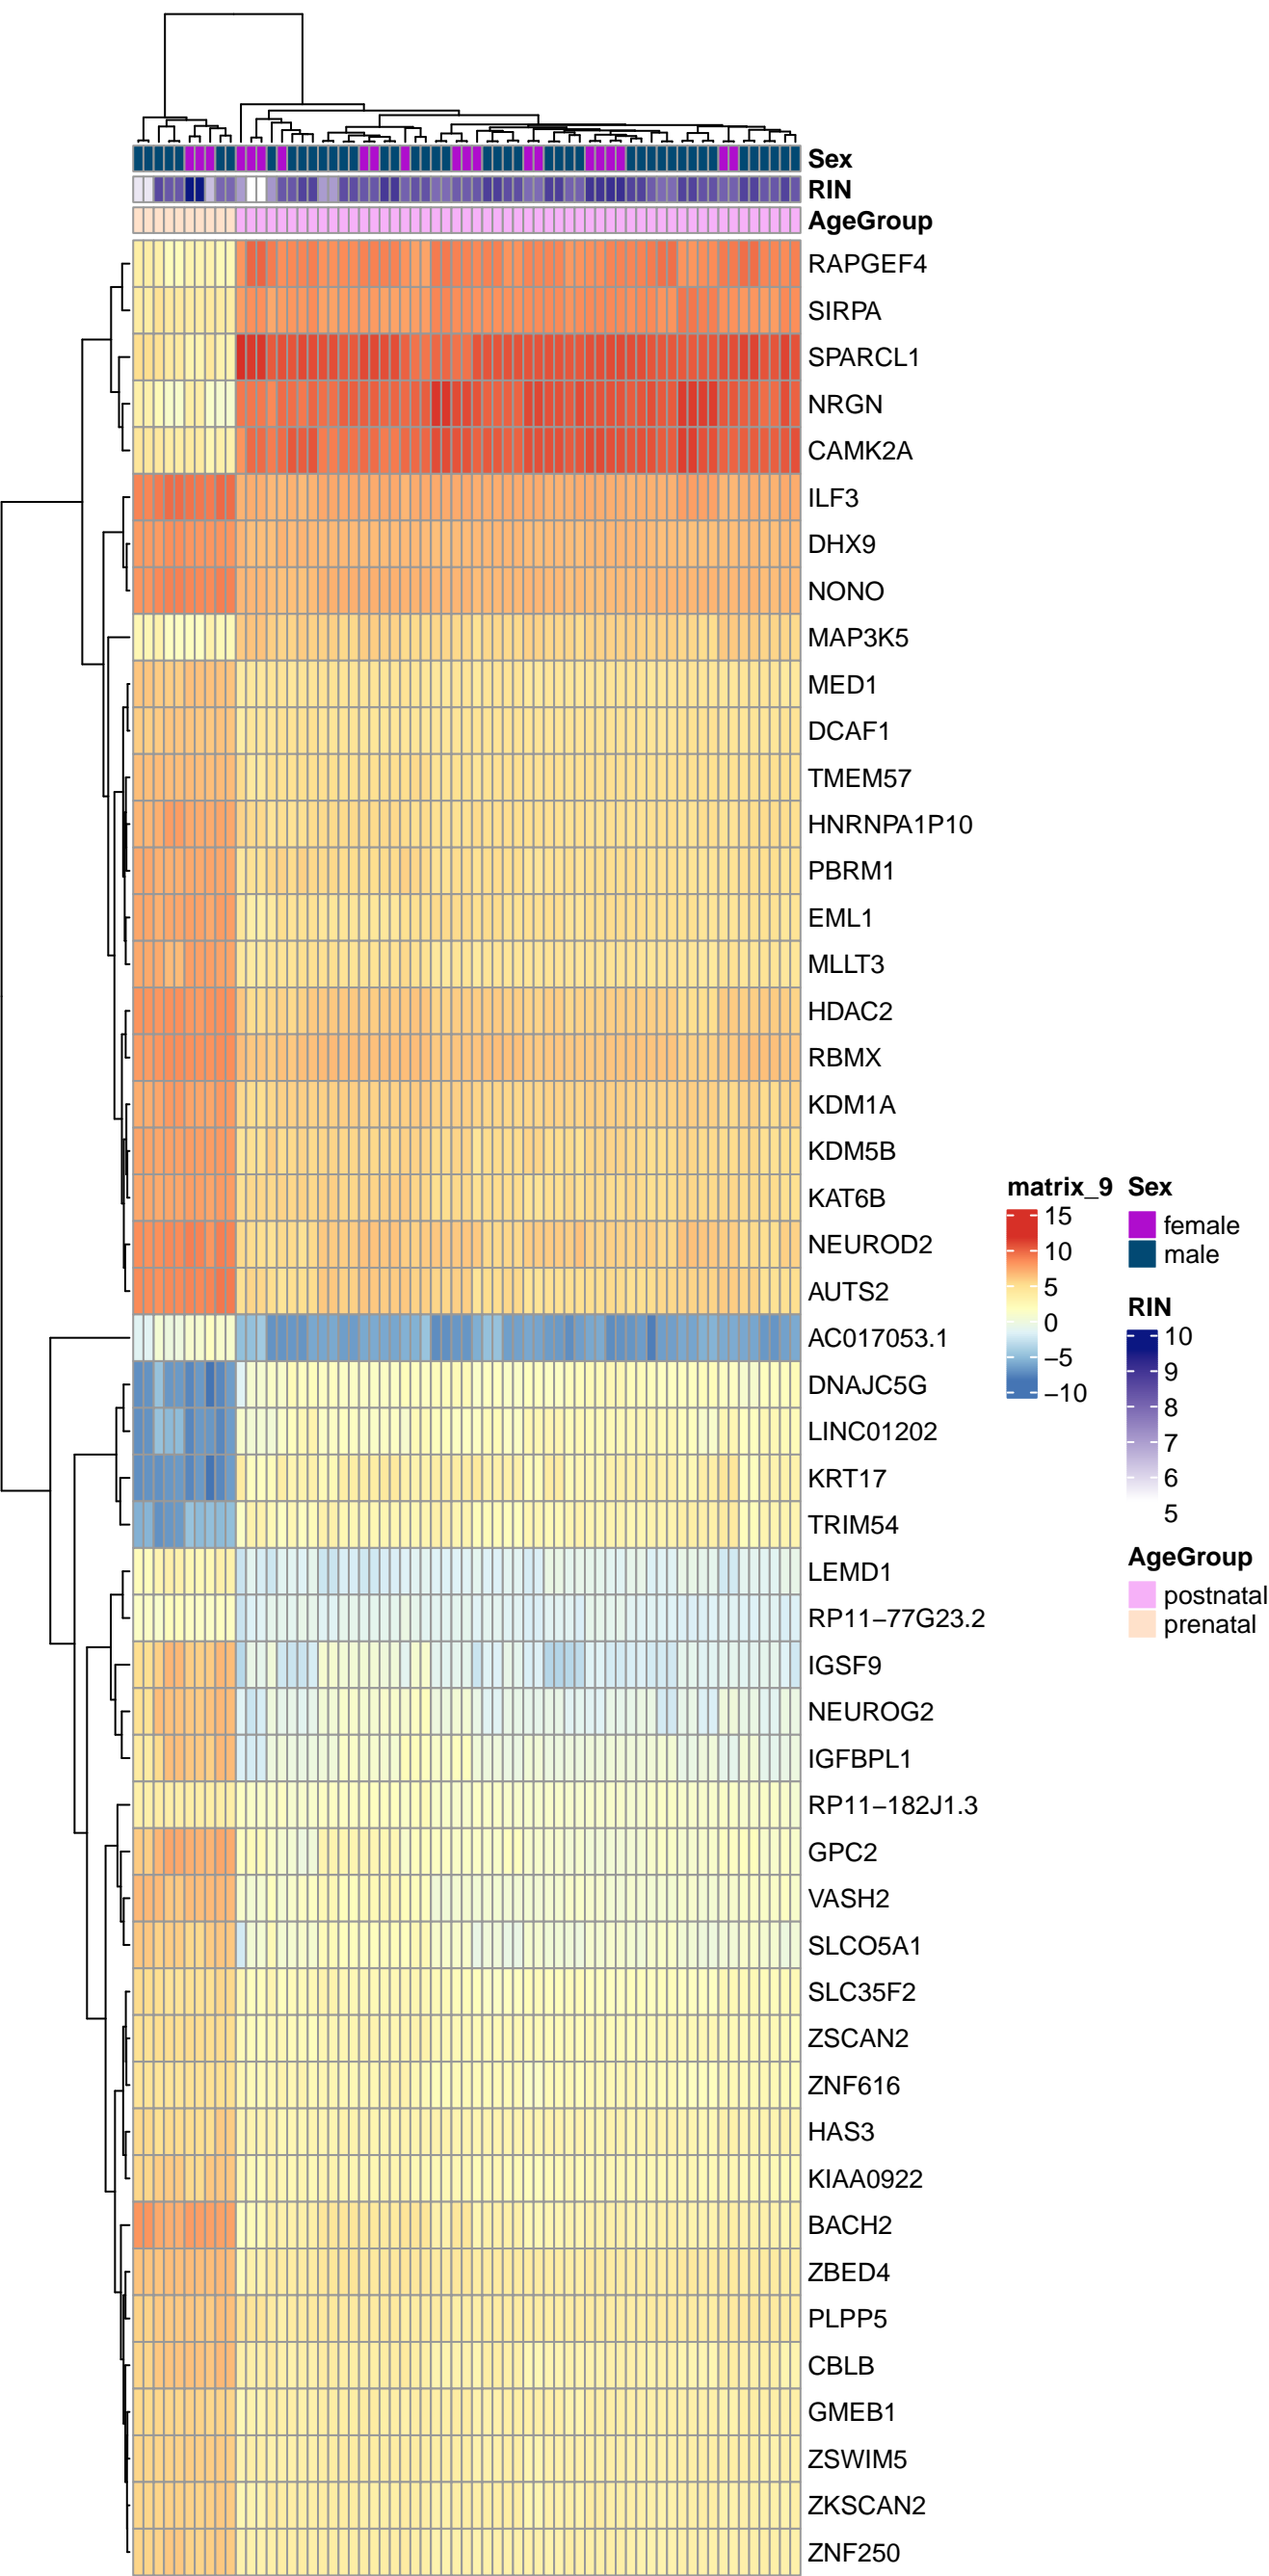 Sex
RIN
AgeGroup
RAPGEF4
SIRPA
SPARCL1
NRGN
CAMK2A
ILF3
DHX9
NONO
MAP3K5
MED1
DCAF1
TMEM57
HNRNPA1P10
PBRM1
EML1
MLLT3
HDAC2
RBMX
KDM1A
KDM5B
KAT6B
NEUROD2
AUTS2
AC017053.1
DNAJC5G
LINC01202
KRT17
TRIM54
LEMD1
RP11−77G23.2
IGSF9
NEUROG2
IGFBPL1
RP11−182J1.3
GPC2
VASH2
SLCO5A1
SLC35F2
ZSCAN2
ZNF616
HAS3
KIAA0922
BACH2
ZBED4
PLPP5
CBLB
GMEB1
ZSWIM5
ZKSCAN2
ZNF250
matrix_9
15
10
5
0
−5
−10
Sex
female
male
RIN
10
9
8
7
6
5
AgeGroup
postnatal
prenatal